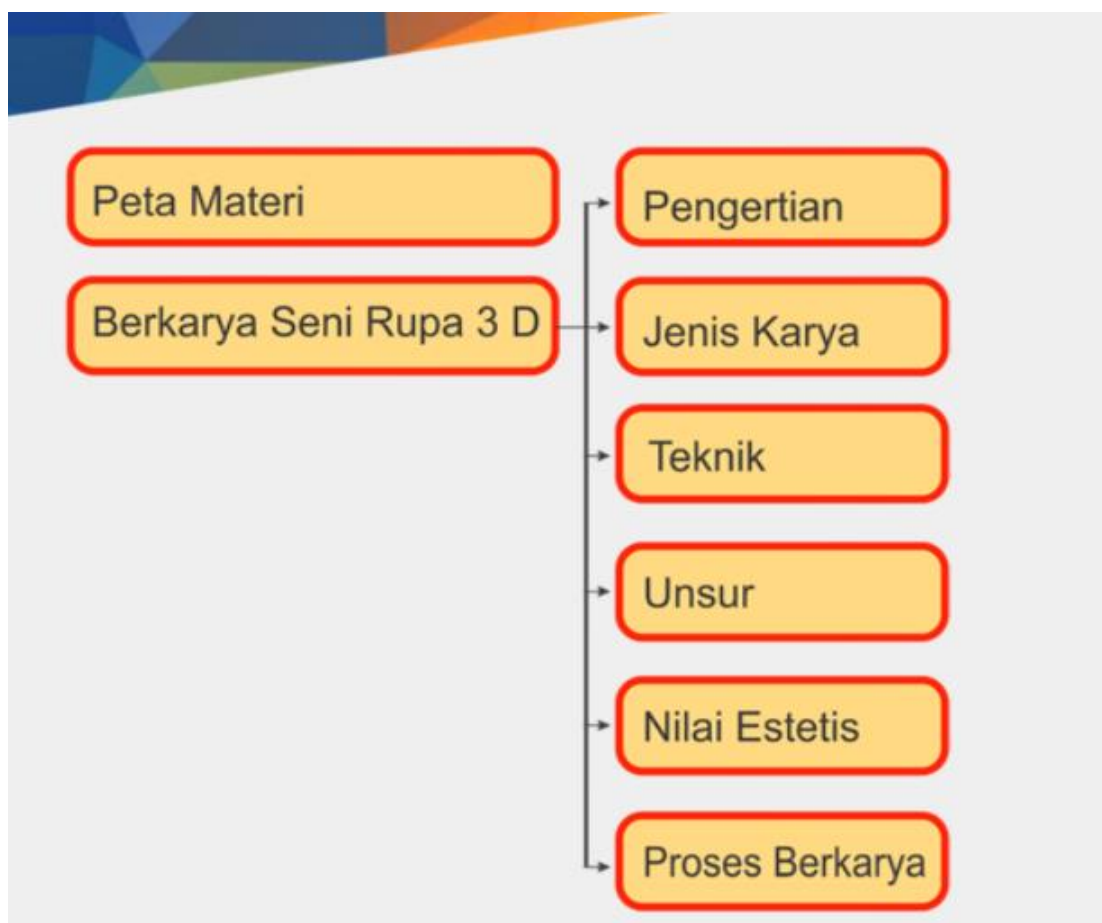 Peta Materi
Berkarya Seni Rupa 3 D
Pengertian
Jenis Karya
Teknik
Unsur
Nilai Estetis
Proses Berkarya